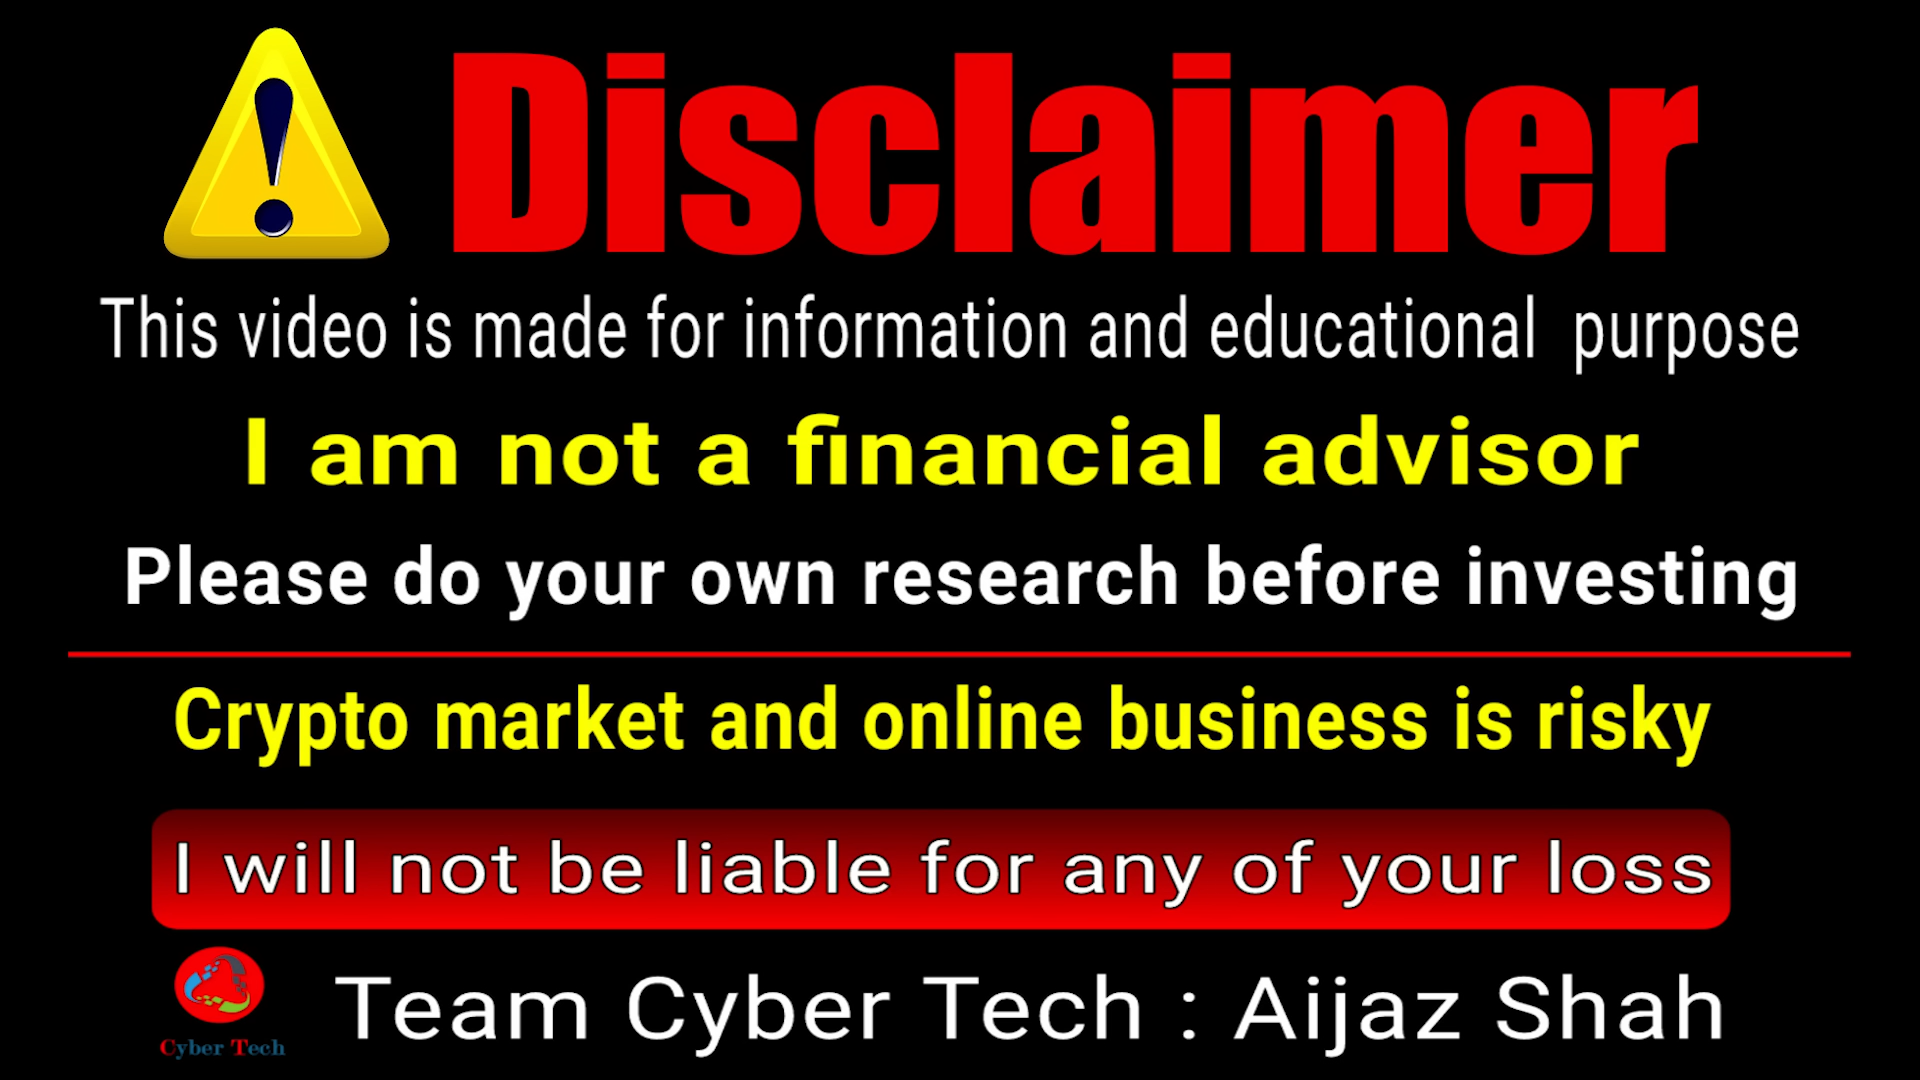 Disclaimer
This video is made for information and educational purpose
I am not a financial advisor
Please do your own research before investing
Crypto market and online business is risky
I will not be liable for any of your loss
Team Cyber Tech : Aijaz Shah
Cyber Tech